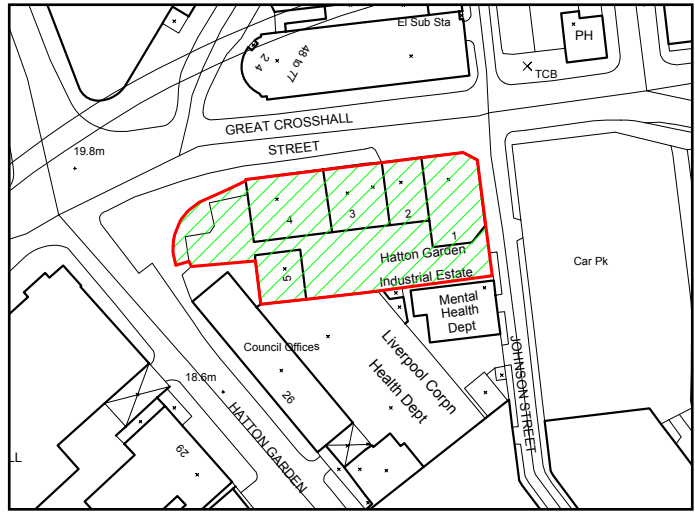 El Sub Sta
PH
48 to 77
2 4
TCB
GREAT CROSSHALL
STREET
19.8m
4
3
2
1
Hatton Garden
Industrial Estate
5
Car Pk
Mental
Health
Dept
Council Offices
Liverpool Corpn
Health Dept
JOHNSON STREET
18.6m
26
HATTON GARDEN
29
LL